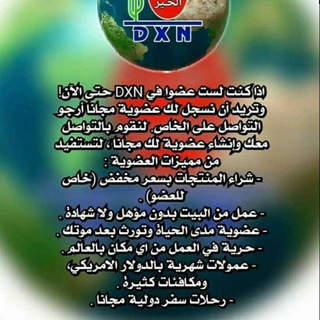 الخير
DXN
اذا كنت لست عضوا في DXN حتى الآن!
وتريد أن نسجل لك عضوية مجانا أرجو
التواصل على الخاص. لنقوم بالتواصل
معك وإنشاء عضوية لك مجانا ، لتستفيد
من مميزات العضوية :
- شراء المنتجات بسعر مخفض (خاص
للعضو) .
- عمل من البيت بدون مؤهل ولا شهادة .
- عضوية مدى الحياة وتورث بعد موتك .
- حرية في العمل من اي مكان بالعالم .
- عمولات شهرية بالدولار الامريكي،
ومكافئات كثيرة .
- رحلات سفر دولية مجانا .